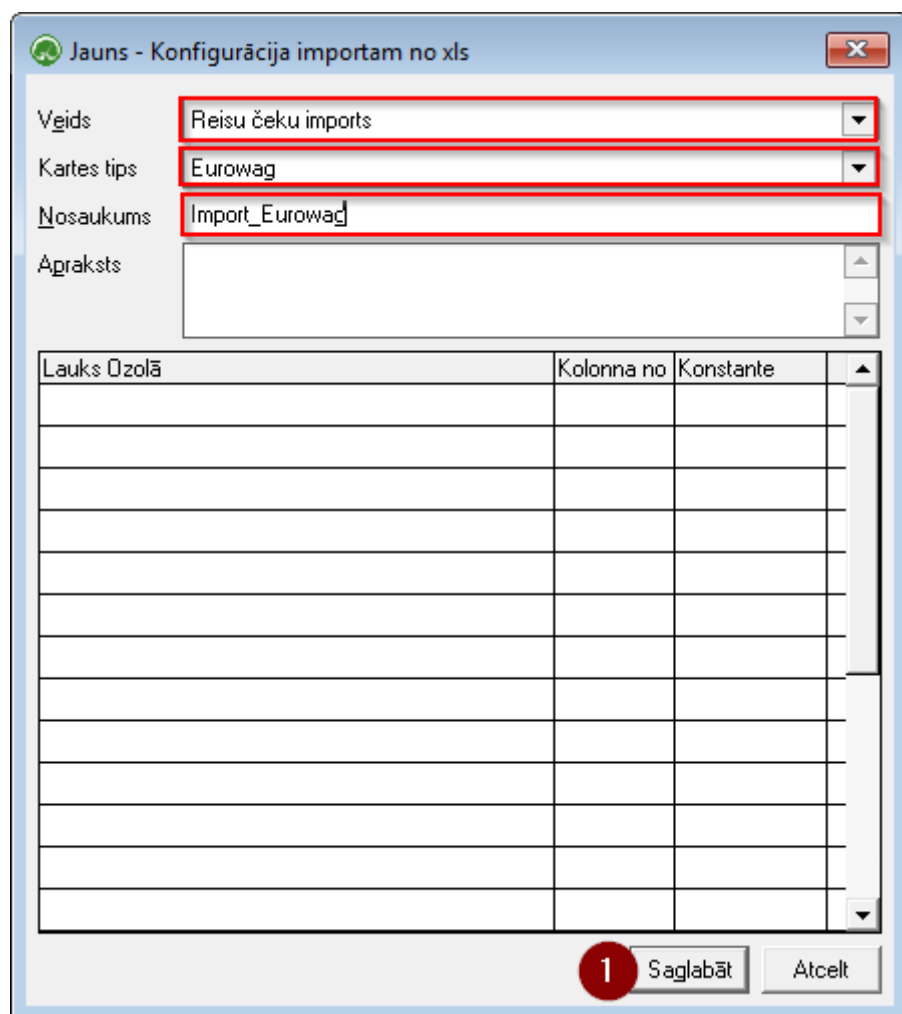 Jauns - Konfigurācija importam no xls
Veids Reisu čeku imports
Kartes tips Eurowag
Nosaukums Import_Eurowag
Apraksts
Lauks Ozolā Kolonna no Konstante
1 Saglabāt Atcelt